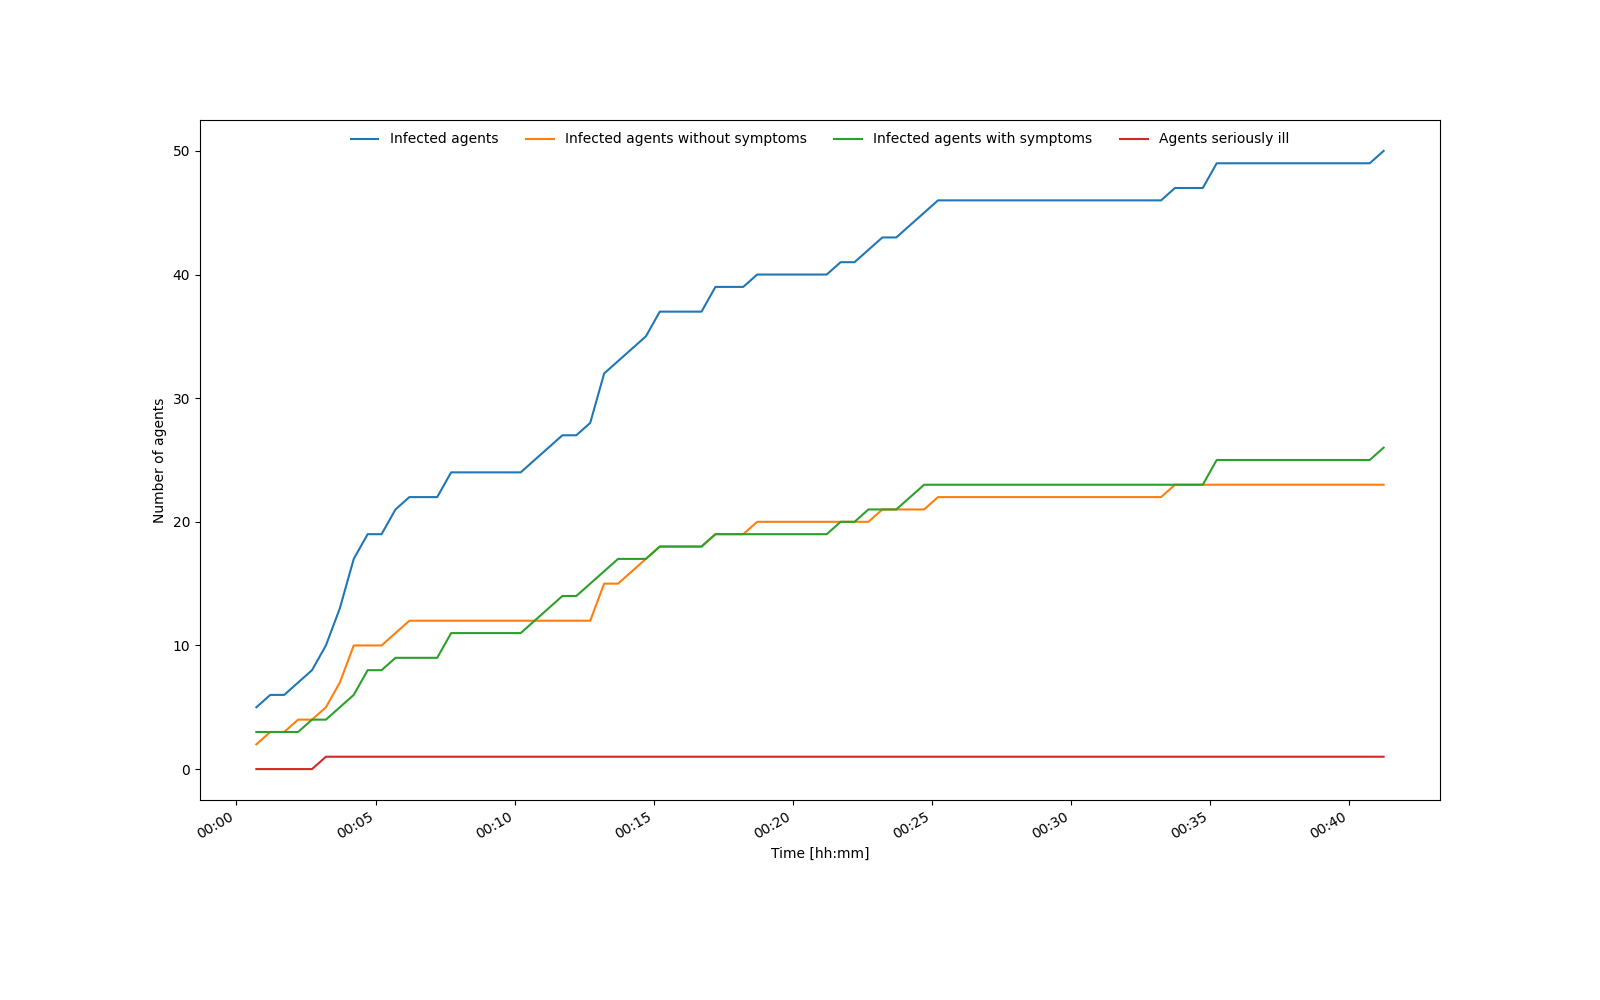 Infected agents Infected agents without symptoms Infected agents with symptoms Agents seriously ill
50
40
30
20
10
0
Number of agents
00:00 00:05 00:10 00:15 00:20 00:25 00:30 00:35 00:40
Time [hh:mm]